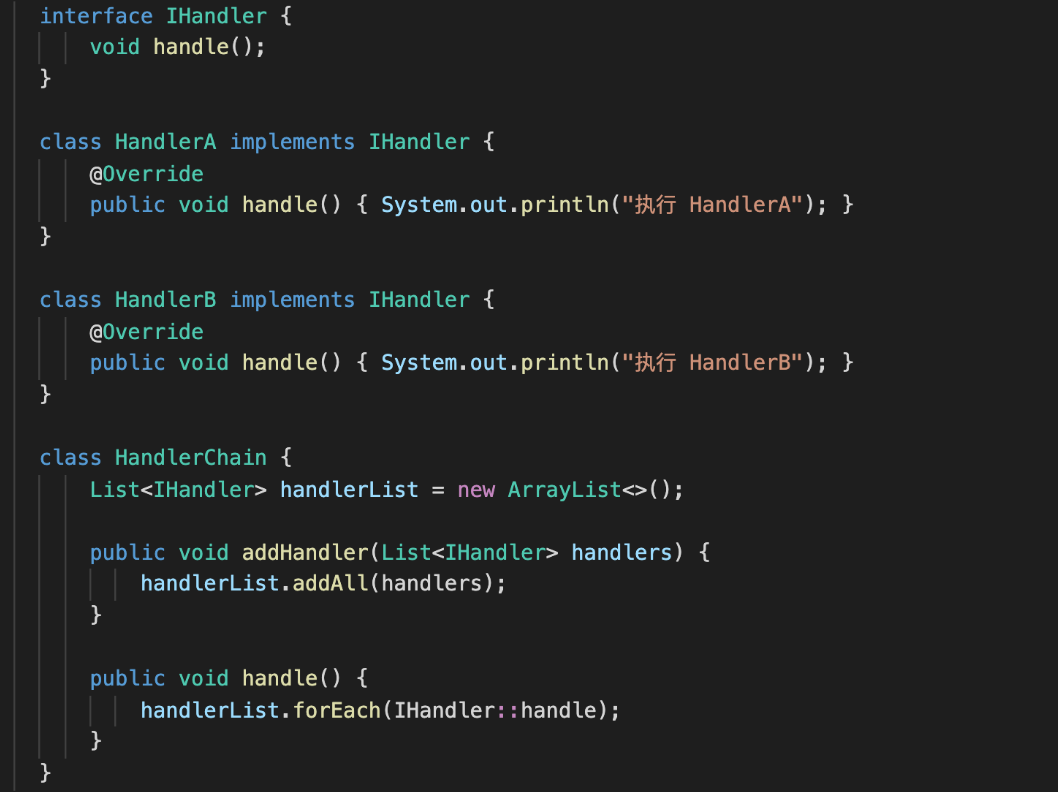 interface IHandler {
    void handle();
}
class HandlerA implements IHandler {
    @Override
    public void handle() { System.out.println("执行 HandlerA"); }
}
class HandlerB implements IHandler {
    @Override
    public void handle() { System.out.println("执行 HandlerB"); }
}
class HandlerChain {
    List<IHandler> handlerList = new ArrayList<>();
    public void addHandler(List<IHandler> handlers) {
        handlerList.addAll(handlers);
    }
    public void handle() {
        handlerList.forEach(IHandler::handle);
    }
}